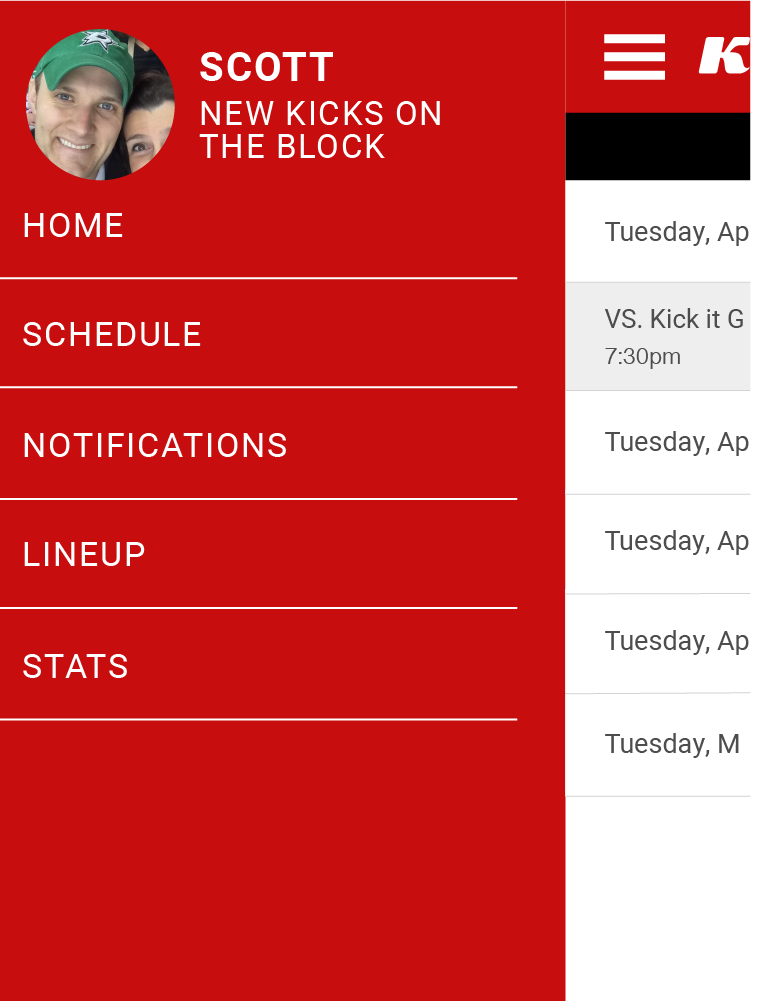 SCOTT
NEW KICKS ON
THE BLOCK
HOME
SCHEDULE
NOTIFICATIONS
LINEUP
STATS
K
Tuesday, Ap
VS. Kick it G
7:30pm
Tuesday, Ap
Tuesday, Ap
Tuesday, Ap
Tuesday, M